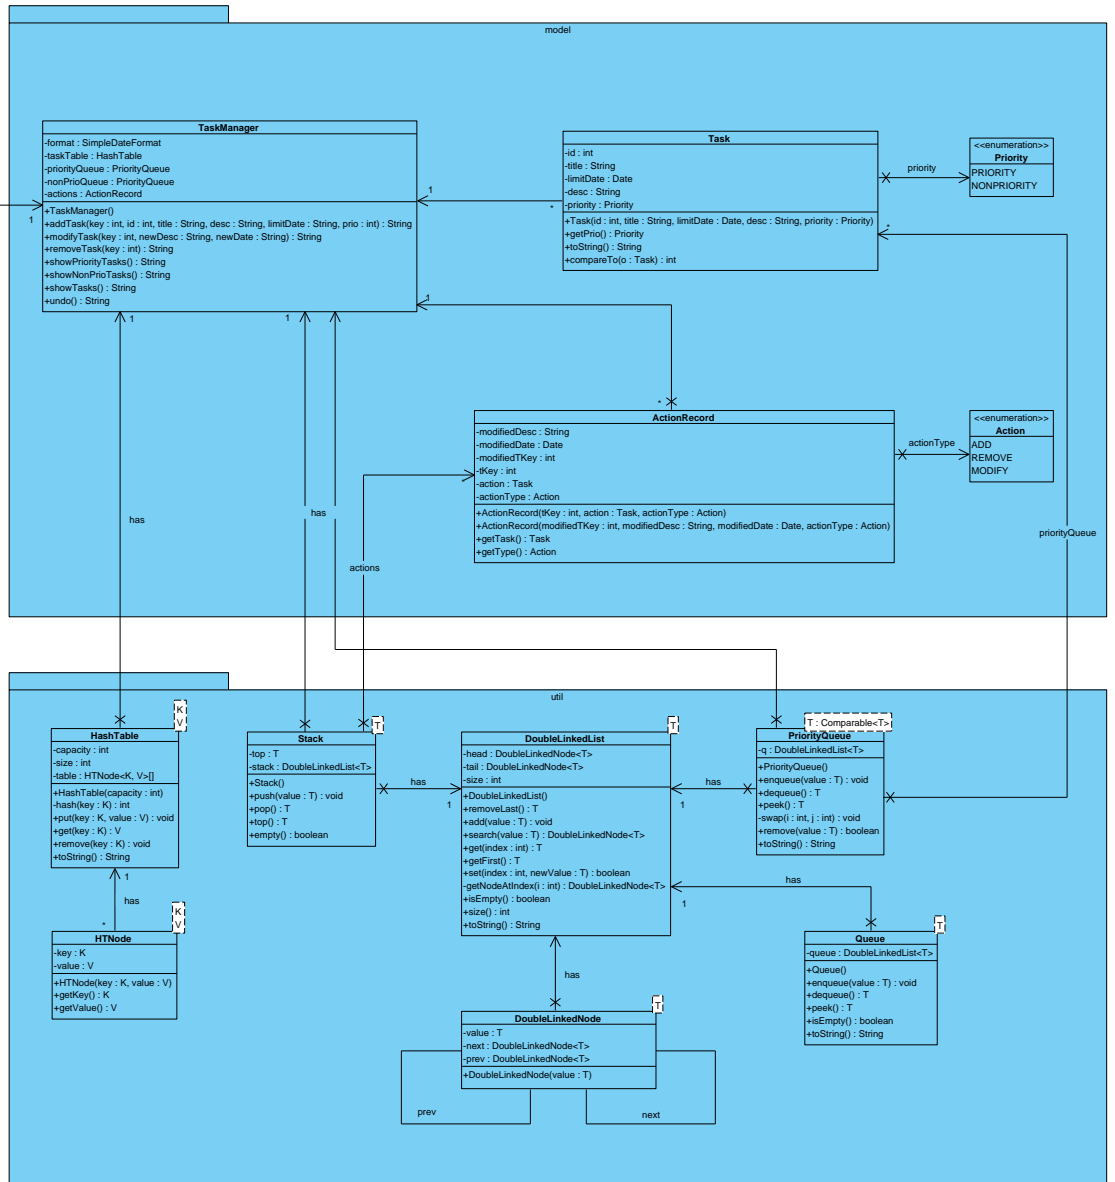 model
TaskManager
-format : SimpleDateFormat
-taskTable : HashTable
-priorityQueue : PriorityQueue
-nonPrioQueue : PriorityQueue
-actions : ActionRecord
+TaskManager()
+addTask(key : int, id : int, title : String, desc : String, limitDate : String, prio : int) : String
+modifyTask(key : int, newDesc : String, newDate : String) : String
+removeTask(key : int) : String
+showPriorityTasks() : String
+showNonPrioTasks() : String
+showTasks() : String
+undo() : String
1
1
*
Task
-id : int
-title : String
-limitDate : Date
-desc : String
-priority : Priority
+Task(id : int, title : String, limitDate : Date, desc : String, priority : Priority)
+getPrio() : Priority
+toString() : String
+compareTo(o : Task) : int
priority
<<enumeration>>
Priority
PRIORITY
NONPRIORITY
*
1
1
1
*
ActionRecord
-modifiedDesc : String
-modifiedDate : Date
-modifiedTKey : int
-tKey : int
-action : Task
-actionType : Action
+ActionRecord(tKey : int, action : Task, actionType : Action)
+ActionRecord(modifiedTKey : int, modifiedDesc : String, modifiedDate : Date, actionType : Action)
+getTask() : Task
+getType() : Action
actionType
<<enumeration>>
Action
ADD
REMOVE
MODIFY
*
has
has
actions
priorityQueue
util
K
V
HashTable
-capacity : int
-size : int
-table : HTNode<K, V>[]
+HashTable(capacity : int)
-hash(key : K) : int
+put(key : K, value : V) : void
+get(key : K) : V
+remove(key : K) : void
+toString() : String
T
Stack
-top : T
-stack : DoubleLinkedList<T>
+Stack()
+push(value : T) : void
+pop() : T
+top() : T
+empty() : boolean
has
1
T
DoubleLinkedList
-head : DoubleLinkedNode<T>
-tail : DoubleLinkedNode<T>
-size : int
+DoubleLinkedList()
+removeLast() : T
+add(value : T) : void
+search(value : T) : DoubleLinkedNode<T>
+get(index : int) : T
+getFirst() : T
+set(index : int, newValue : T) : boolean
-getNodeAtIndex(i : int) : DoubleLinkedNode<T>
+isEmpty() : boolean
+size() : int
+toString() : String
has
1
T : Comparable<T>
PriorityQueue
-q : DoubleLinkedList<T>
+PriorityQueue()
+enqueue(value : T) : void
+dequeue() : T
+peek() : T
-swap(i : int, j : int) : void
+remove(value : T) : boolean
+toString() : String
1
has
*
K
V
HTNode
-key : K
-value : V
+HTNode(key : K, value : V)
+getKey() : K
+getValue() : V
has
1
T
Queue
-queue : DoubleLinkedList<T>
+Queue()
+enqueue(value : T) : void
+dequeue() : T
+peek() : T
+isEmpty() : boolean
+toString() : String
has
T
DoubleLinkedNode
-value : T
-next : DoubleLinkedNode<T>
-prev : DoubleLinkedNode<T>
+DoubleLinkedNode(value : T)
prev
next